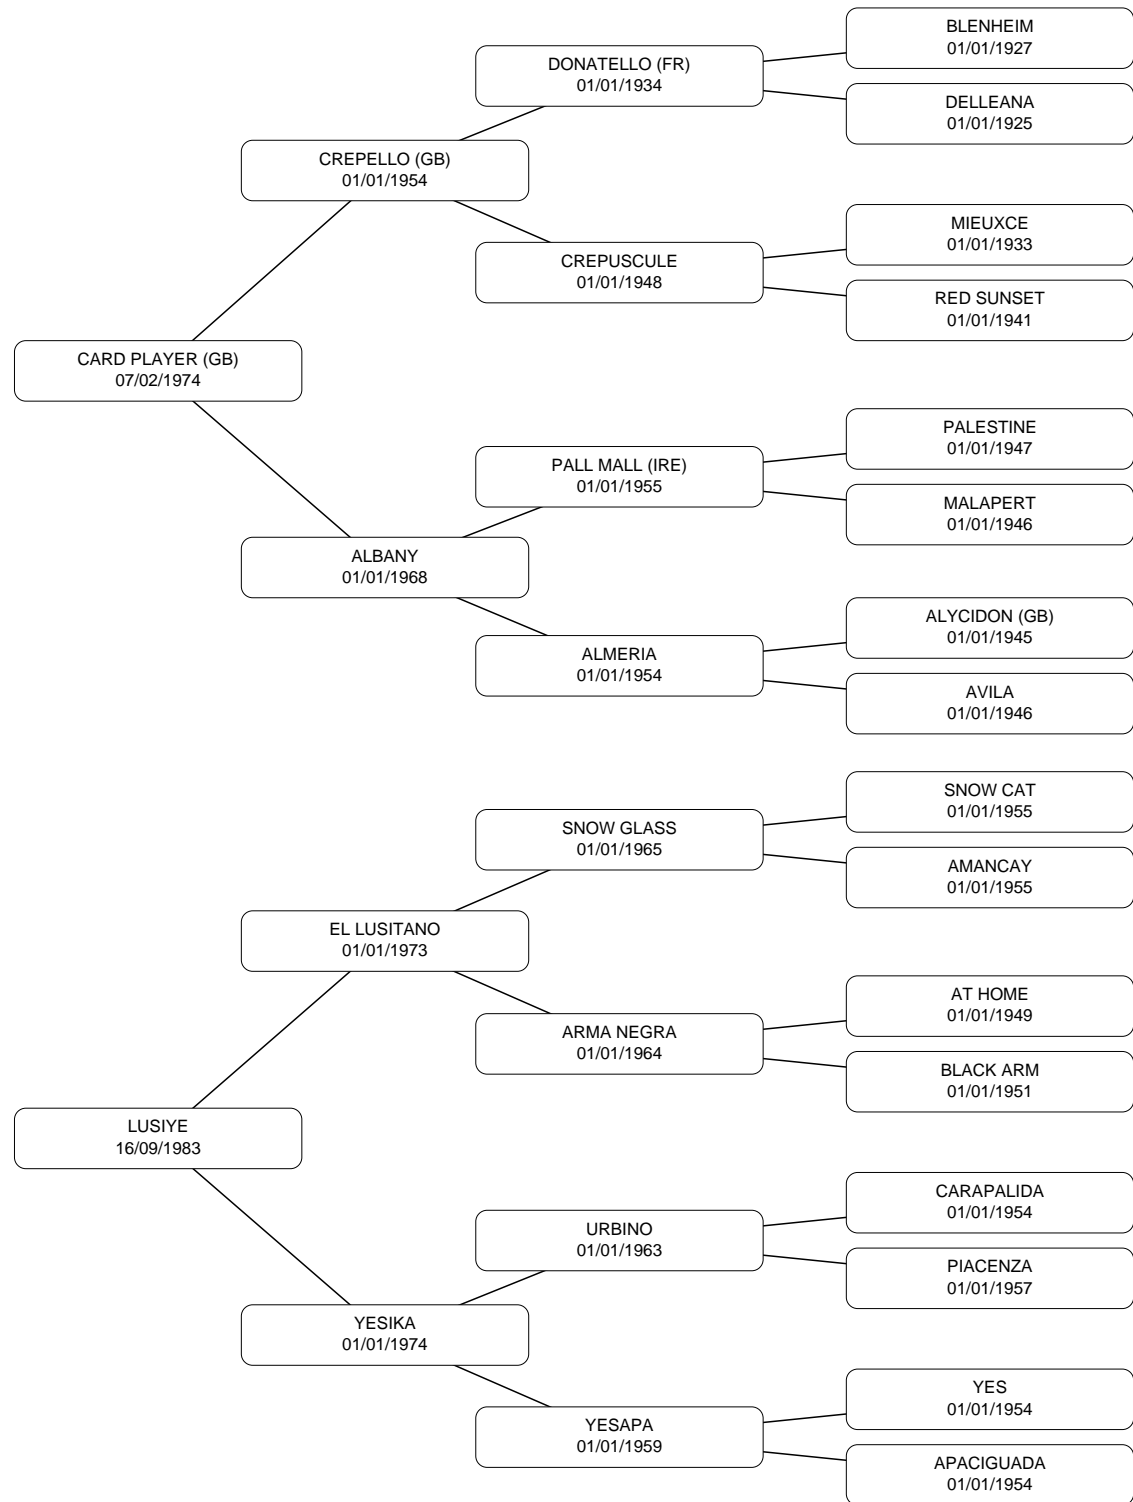 BLENHEIM
01/01/1927
DONATELLO (FR)
01/01/1934
DELLEANA
01/01/1925
CREPELLO (GB)
01/01/1954
MIEUXCE
01/01/1933
CREPUSCULE
01/01/1948
RED SUNSET
01/01/1941
CARD PLAYER (GB)
07/02/1974
PALESTINE
01/01/1947
PALL MALL (IRE)
01/01/1955
MALAPERT
01/01/1946
ALBANY
01/01/1968
ALYCIDON (GB)
01/01/1945
ALMERIA
01/01/1954
AVILA
01/01/1946
SNOW CAT
01/01/1955
SNOW GLASS
01/01/1965
AMANCAY
01/01/1955
EL LUSITANO
01/01/1973
AT HOME
01/01/1949
ARMA NEGRA
01/01/1964
BLACK ARM
01/01/1951
LUSIYE
16/09/1983
CARAPALIDA
01/01/1954
URBINO
01/01/1963
PIACENZA
01/01/1957
YESIKA
01/01/1974
YES
01/01/1954
YESAPA
01/01/1959
APACIGUADA
01/01/1954